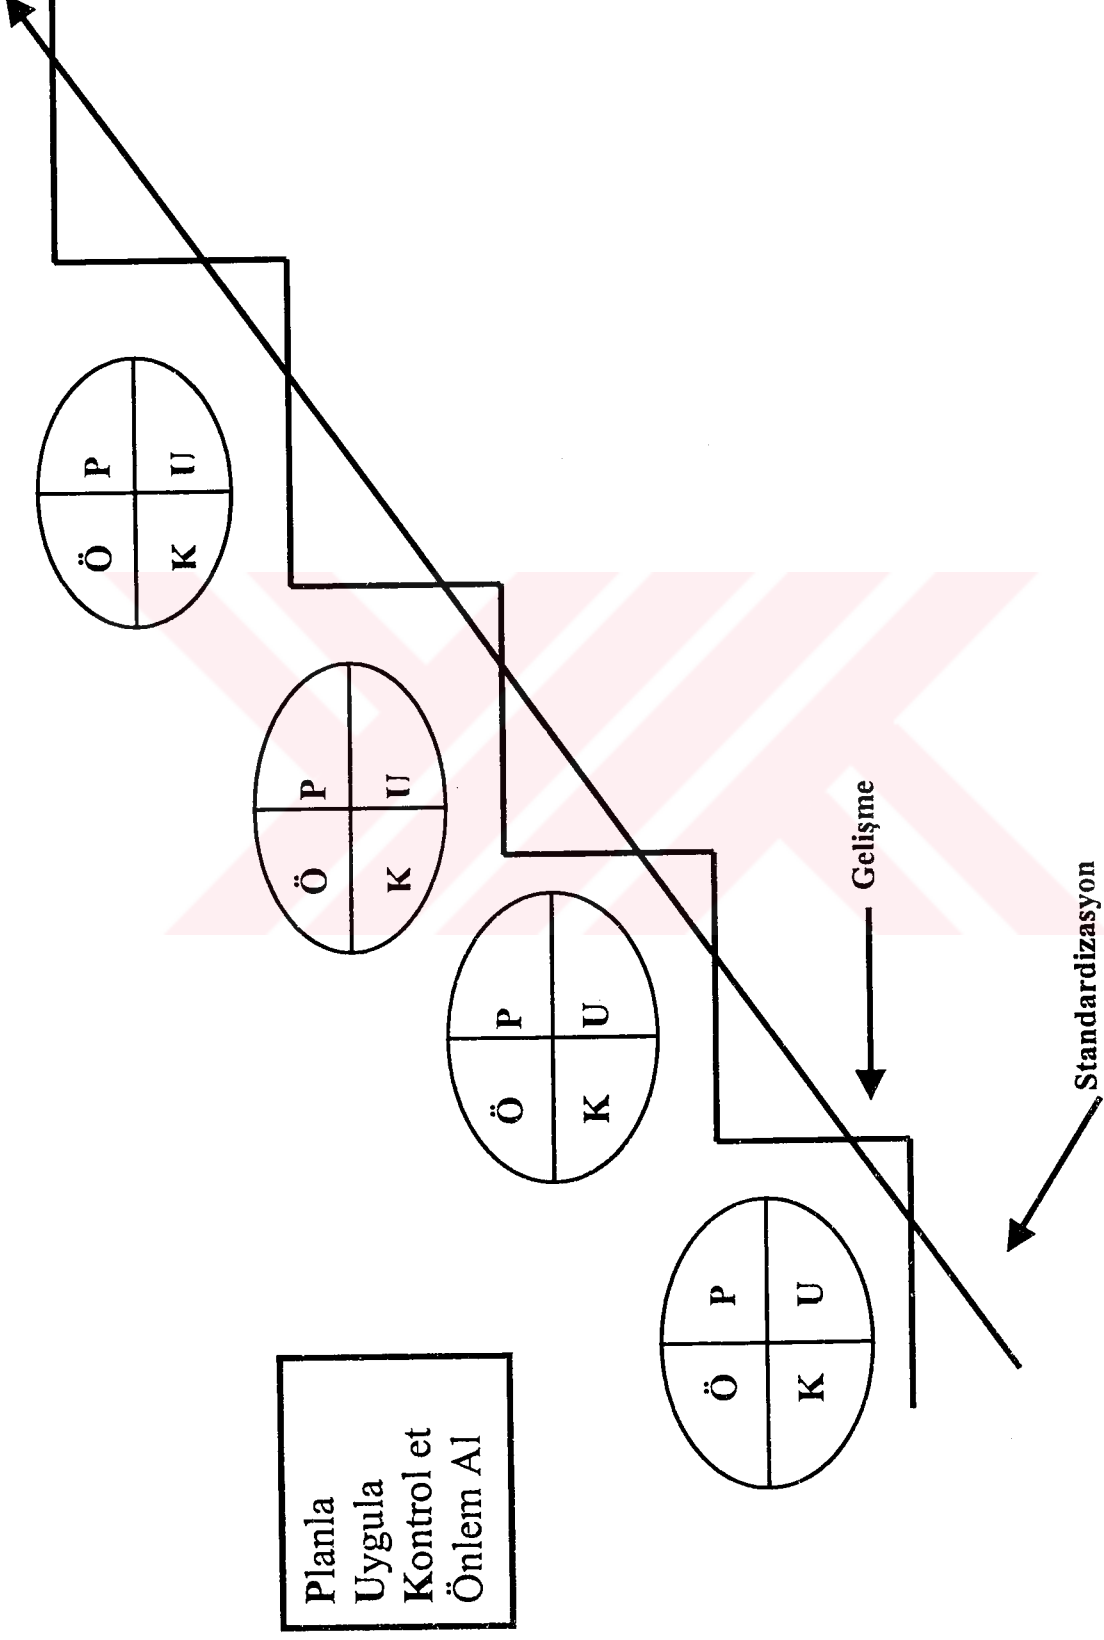 Planla
Uygula
Kontrol et
Önlem Al
Ö P
K U
Ö P
K U
Ö P
K U
Ö P
K U
Gelişme
Standardizasyon